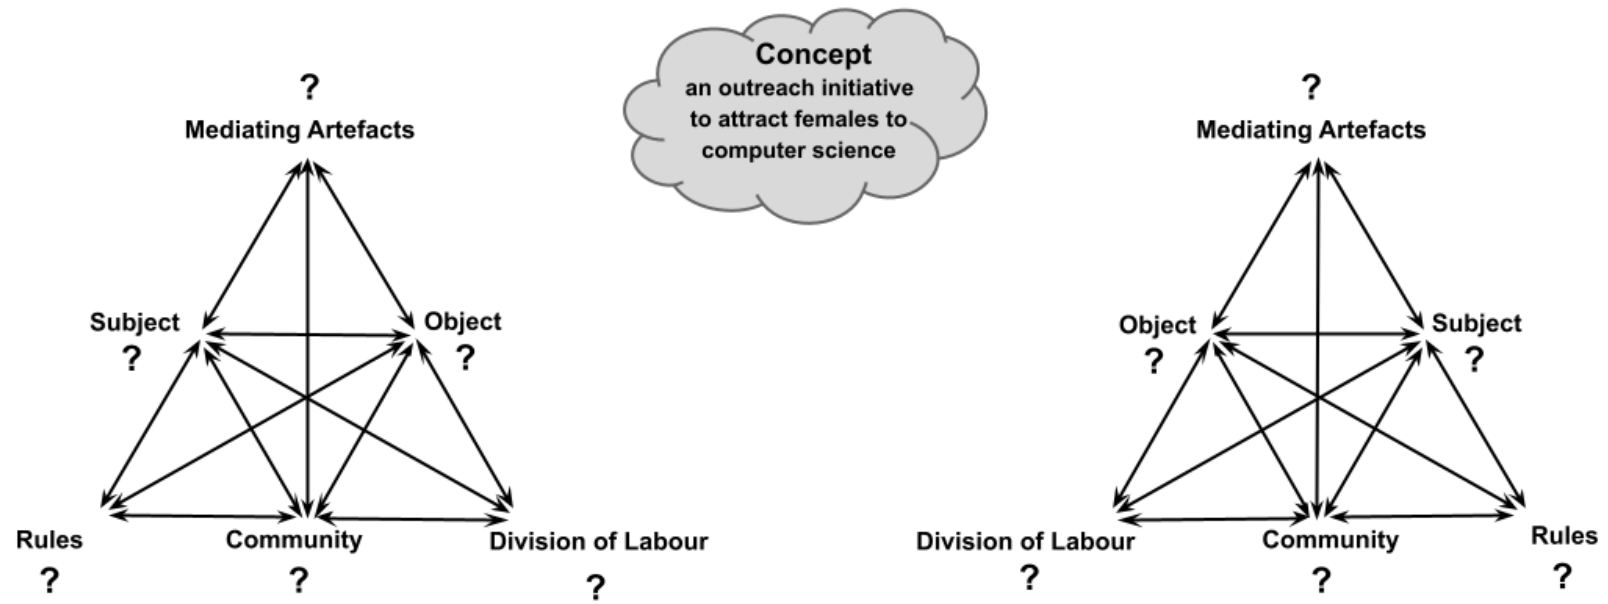 Concept
an outreach initiative
to attract females to
computer science
?
Mediating Artefacts
Subject
?
Object
?
Rules
?
Community
?
Division of Labour
?
?
Mediating Artefacts
Object
?
Subject
?
Division of Labour
?
Community
?
Rules
?